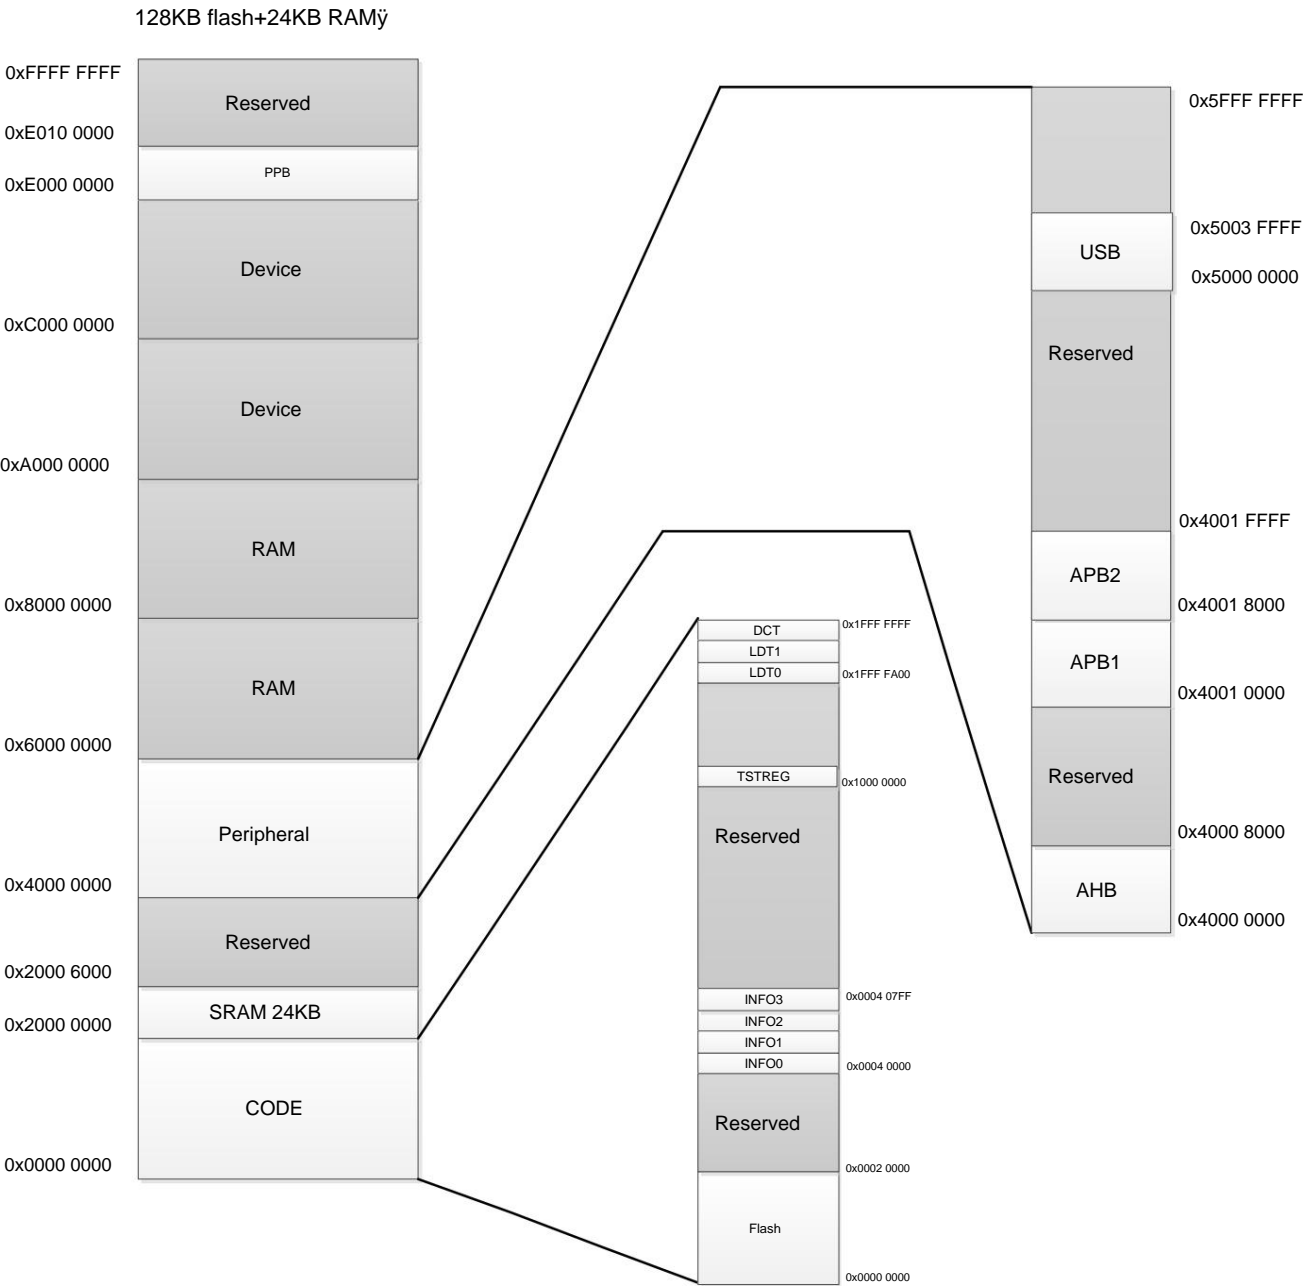 128KB flash+24KB RAMÿ
0xFFFF FFFF
Reserved
0xE010 0000
PPB
0xE000 0000
Device
0xC000 0000
Device
0xA000 0000
RAM
0x8000 0000
RAM
0x6000 0000
Peripheral
0x4000 0000
Reserved
0x2000 6000
SRAM 24KB
0x2000 0000
CODE
0x0000 0000
DCT
0x1FFF FFFF
LDT1
LDT0
0x1FFF FA00
TSTREG
0x1000 0000
Reserved
INFO3
0x0004 07FF
INFO2
INFO1
INFO0
0x0004 0000
Reserved
0x0002 0000
Flash
0x0000 0000
0x5FFF FFFF
0x5003 FFFF
USB
0x5000 0000
Reserved
0x4001 FFFF
APB2
0x4001 8000
APB1
0x4001 0000
Reserved
0x4000 8000
AHB
0x4000 0000